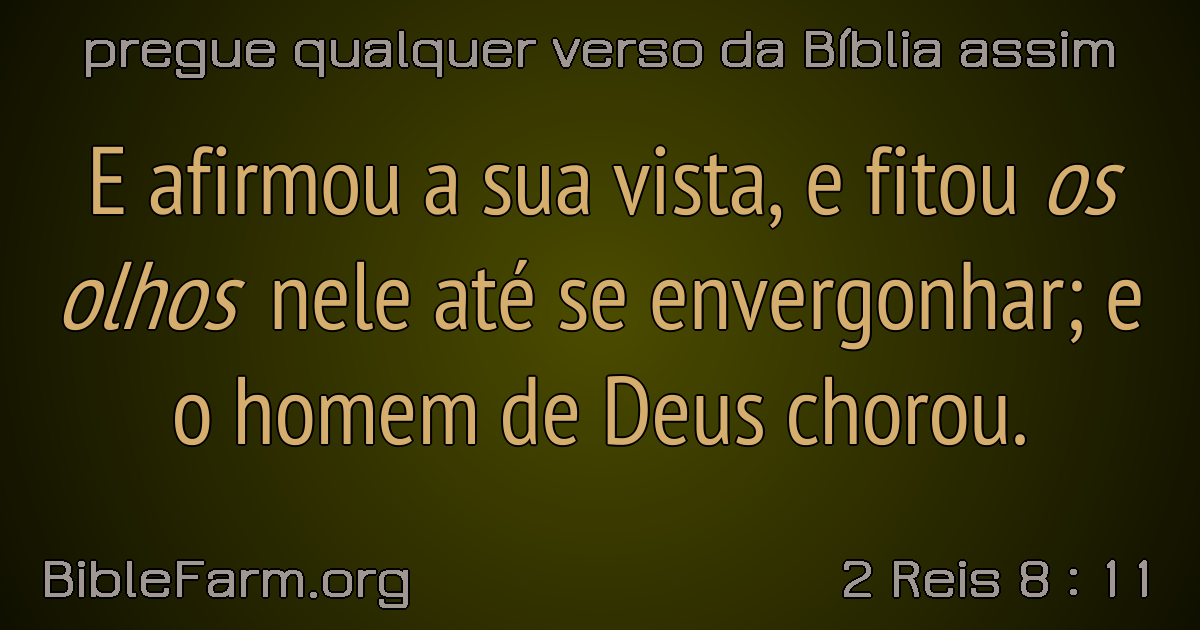 pregue qualquer verso da Bíblia assim
E afirmou a sua vista, e fitou os
olhos nele até se envergonhar; e
o homem de Deus chorou.
BibleFarm.org
2 Reis 8 : 11